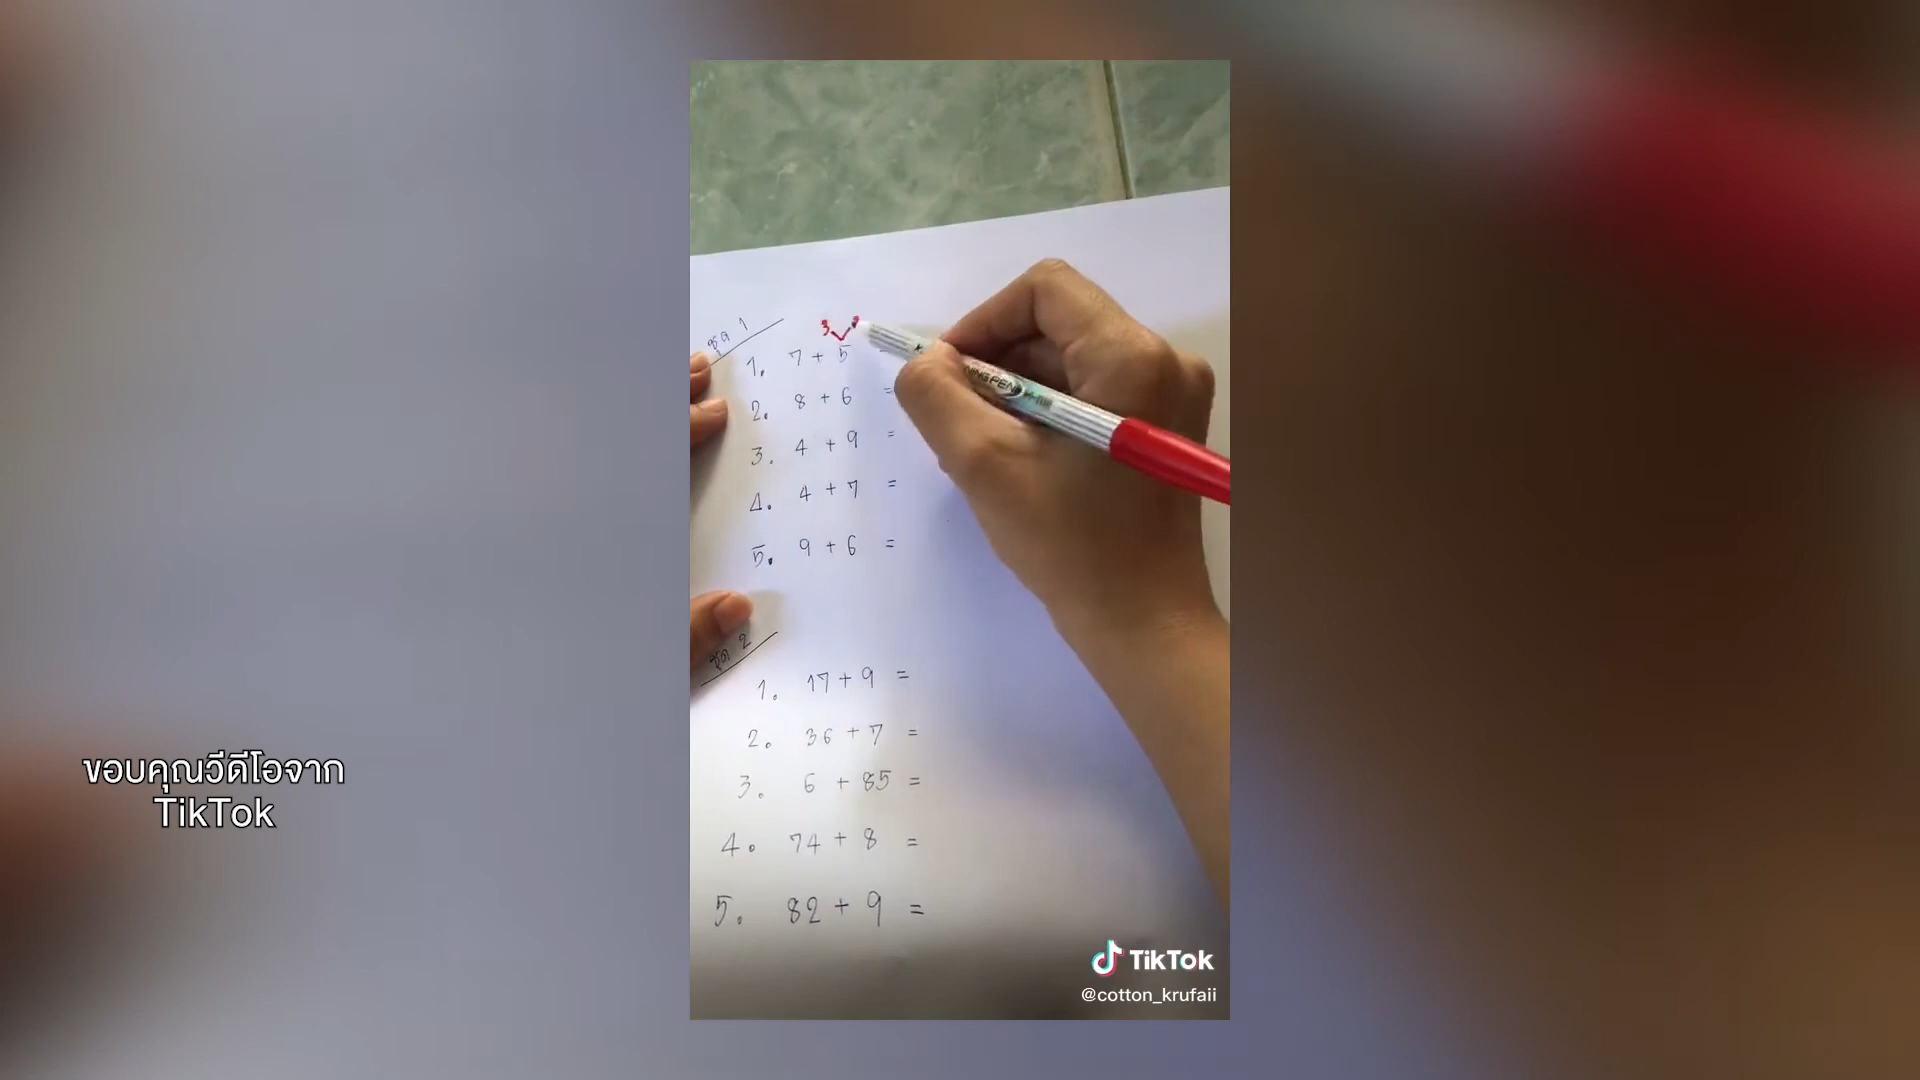 ชุด 1
3 2
1. 7 + 5 =
2. 8 + 6 =
3. 4 + 9 =
4. 4 + 7 =
5. 9 + 6 =
ชุด 2
1. 17 + 9 =
2. 36 + 7 =
3. 6 + 85 =
4. 74 + 8 =
5. 82 + 9 =
ขอบคุณวีดีโอจาก
TikTok
TikTok
@cotton_krufaii